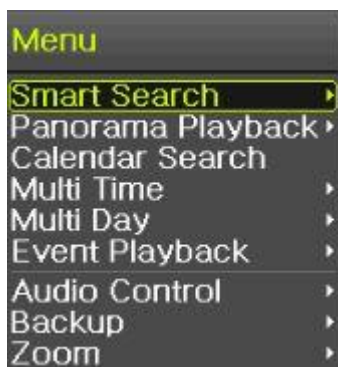 Menu
Smart Search
Panorama Playback
Calendar Search
Multi Time
Multi Day
Event Playback
Audio Control
Backup
Zoom